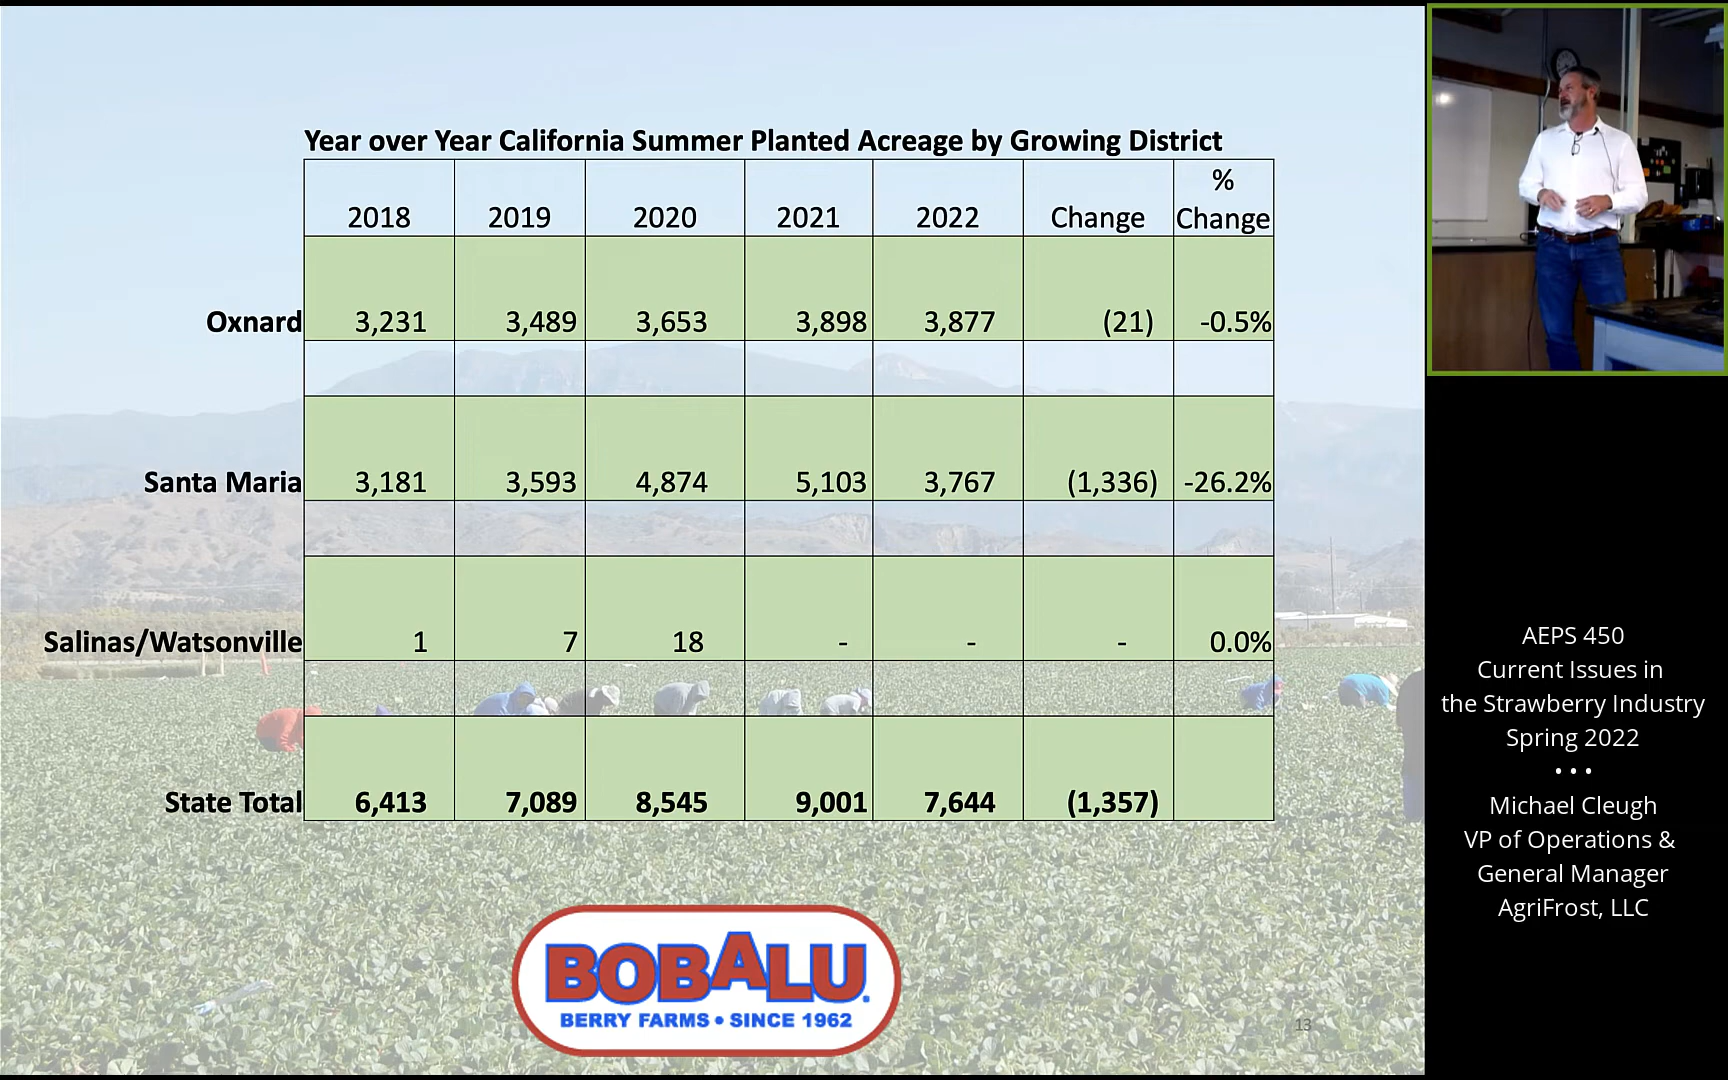 Year over Year California Summer Planted Acreage by Growing District
2018 2019 2020 2021 2022 Change % Change
Oxnard 3,231 3,489 3,653 3,898 3,877 (21) -0.5%
Santa Maria 3,181 3,593 4,874 5,103 3,767 (1,336) -26.2%
Salinas/Watsonville 1 7 18 - - - 0.0%
State Total 6,413 7,089 8,545 9,001 7,644 (1,357)
BOBALU.
BERRY FARMS • SINCE 1962
13
AEPS 450
Current Issues in
the Strawberry Industry
Spring 2022
• • •
Michael Cleugh
VP of Operations &
General Manager
AgriFrost, LLC